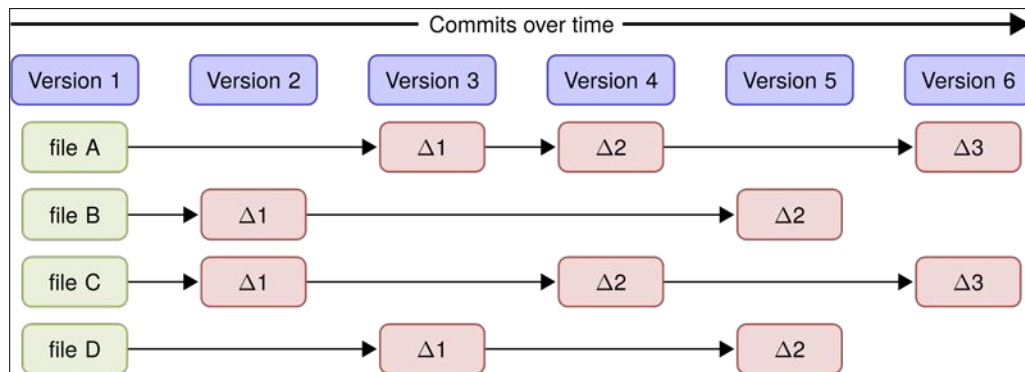 Commits over time
Version 1 Version 2 Version 3 Version 4 Version 5 Version 6
file A Δ1 Δ2 Δ3
file B Δ1 Δ2
file C Δ1 Δ2 Δ3
file D Δ1 Δ2